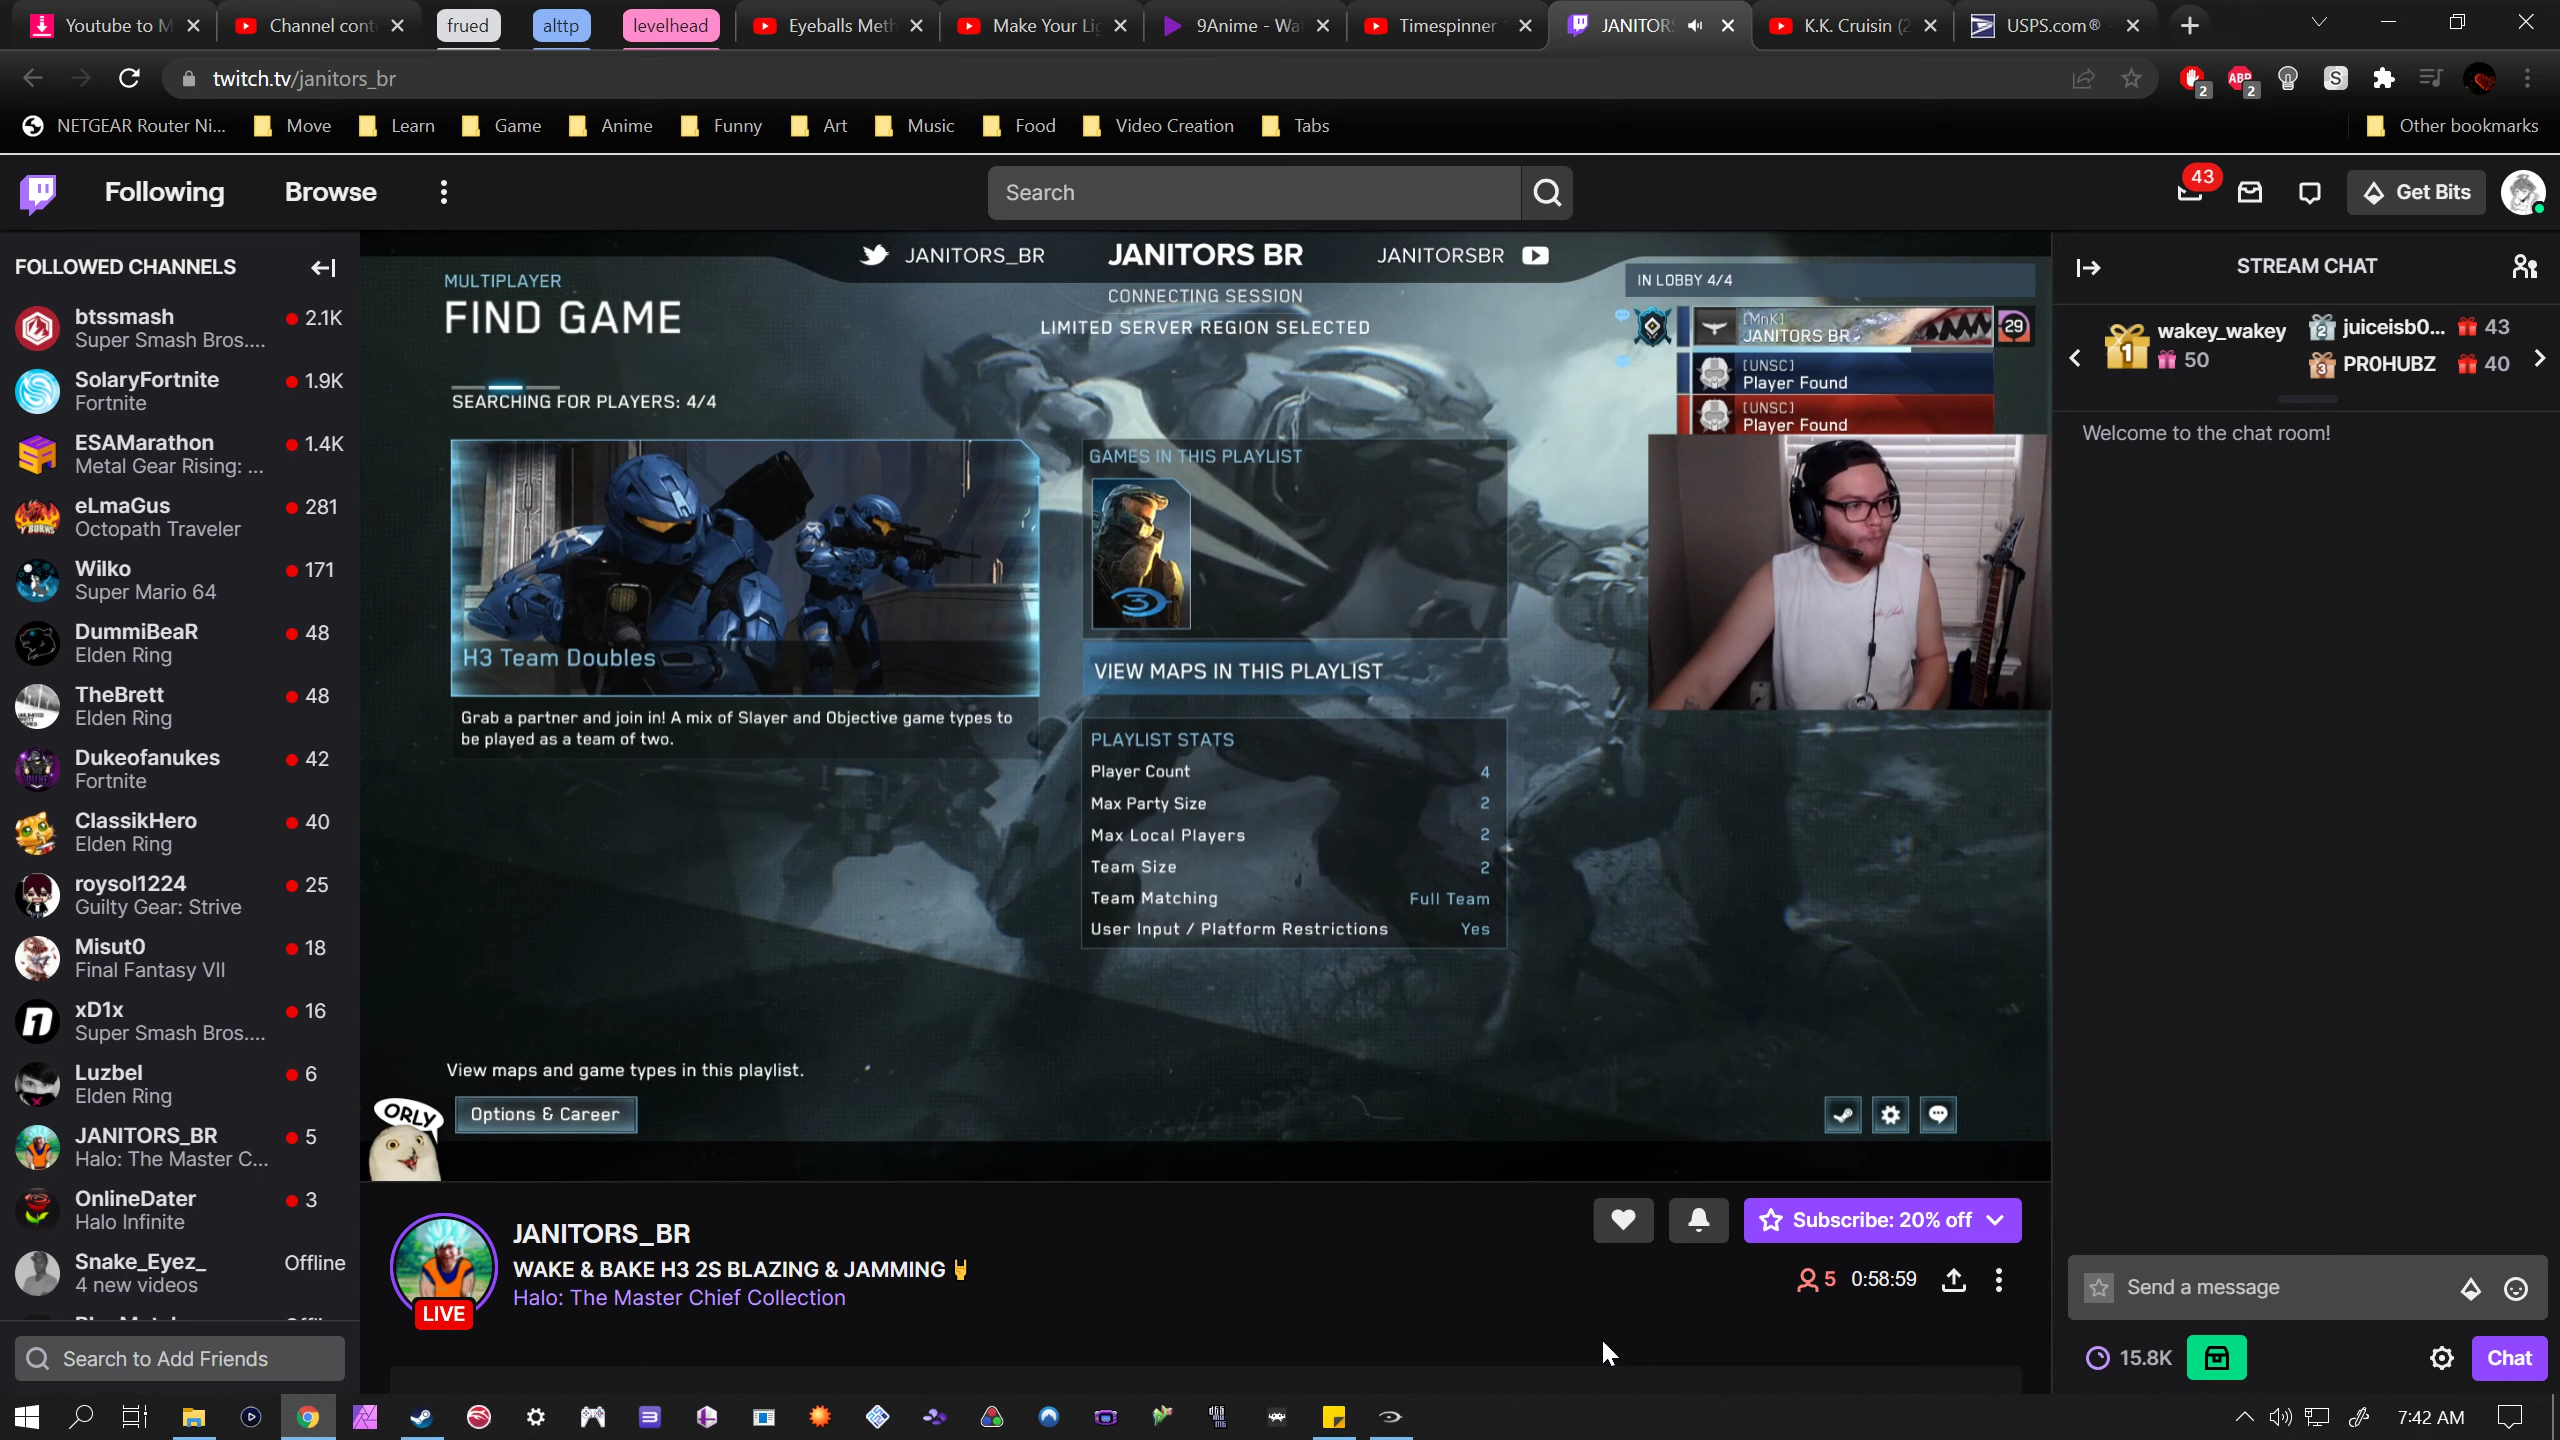 Youtube to M
Channel cont
frued
alttp
levelhead
Eyeballs Meth
Make Your Li
9Anime - Wa
Timespinner
JANITORS
K.K. Cruisin (2
USPS.com®
twitch.tv/janitors_br
2
ABP
2
NETGEAR Router Ni...
Move
Learn
Game
Anime
Funny
Art
Music
Food
Video Creation
Tabs
Other bookmarks
Following
Browse
Search
43
Get Bits
FOLLOWED CHANNELS
btssmash
2.1K
Super Smash Bros....
SolaryFortnite
1.9K
Fortnite
ESAMarathon
1.4K
Metal Gear Rising: ...
eLmaGus
281
Octopath Traveler
Wilko
171
Super Mario 64
DummiBeaR
48
Elden Ring
TheBrett
48
Elden Ring
Dukeofanukes
42
Fortnite
ClassikHero
40
Elden Ring
roysol1224
25
Guilty Gear: Strive
Misut0
18
Final Fantasy VII
xD1x
16
Super Smash Bros....
Luzbel
6
Elden Ring
JANITORS_BR
5
Halo: The Master C...
OnlineDater
3
Halo Infinite
Snake_Eyez_
Offline
4 new videos
Search to Add Friends
JANITORS_BR
JANITORS BR
JANITORSBR
MULTIPLAYER
FIND GAME
CONNECTING SESSION
LIMITED SERVER REGION SELECTED
SEARCHING FOR PLAYERS: 4/4
IN LOBBY 4/4
[MnK]
JANITORS BR
29
[UNSC]
Player Found
[UNSC]
Player Found
H3 Team Doubles
Grab a partner and join in! A mix of Slayer and Objective game types to
be played as a team of two.
GAMES IN THIS PLAYLIST
3
VIEW MAPS IN THIS PLAYLIST
PLAYLIST STATS
Player Count 4
Max Party Size 2
Max Local Players 2
Team Size 2
Team Matching Full Team
User Input / Platform Restrictions Yes
View maps and game types in this playlist.
ORLY
Options & Career
JANITORS_BR
WAKE & BAKE H3 2S BLAZING & JAMMING 🤘
Halo: The Master Chief Collection
LIVE
Subscribe: 20% off
5
0:58:59
STREAM CHAT
1
wakey_wakey
50
2
juiceisb0...
43
3
PR0HUBZ
40
Welcome to the chat room!
Send a message
15.8K
Chat
7:42 AM